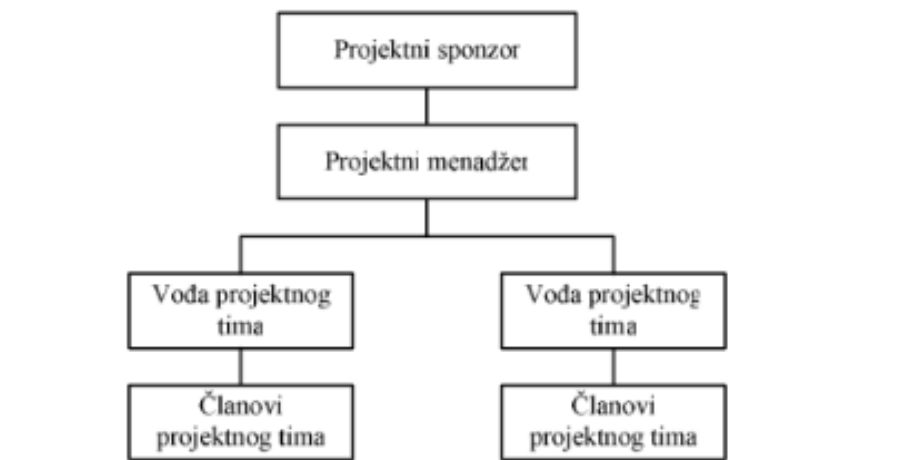 Projektni sponzor
Projektni menadžer
Vođa projektnog
tima
Vođa projektnog
tima
Članovi
projektnog tima
Članovi
projektnog tima